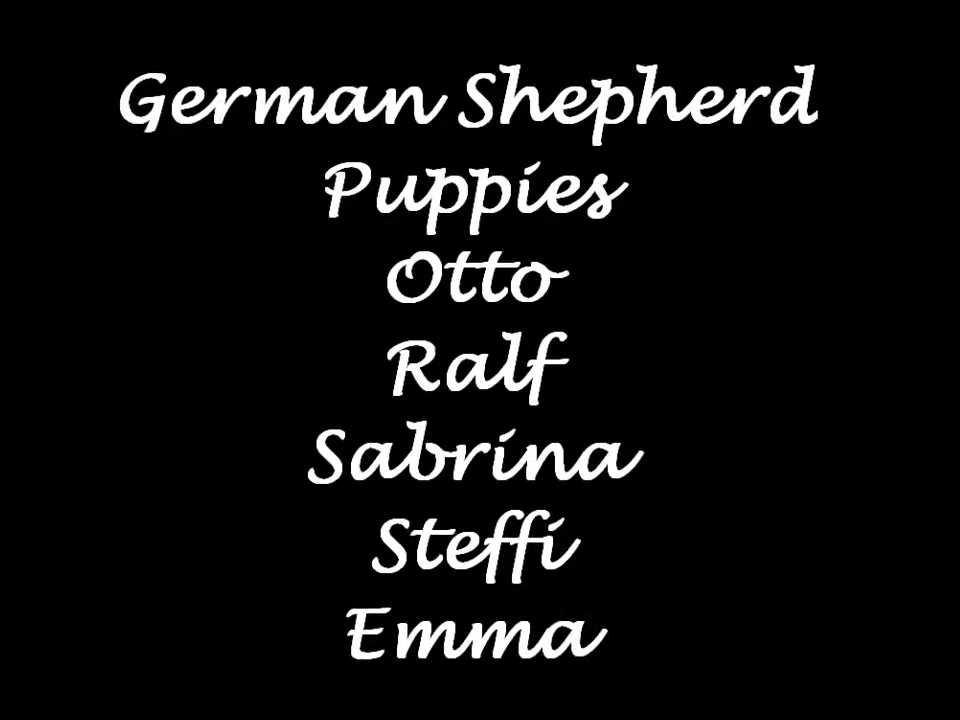 German Shepherd
Puppies
Otto
Ralf
Sabrina
Steffi
Emma